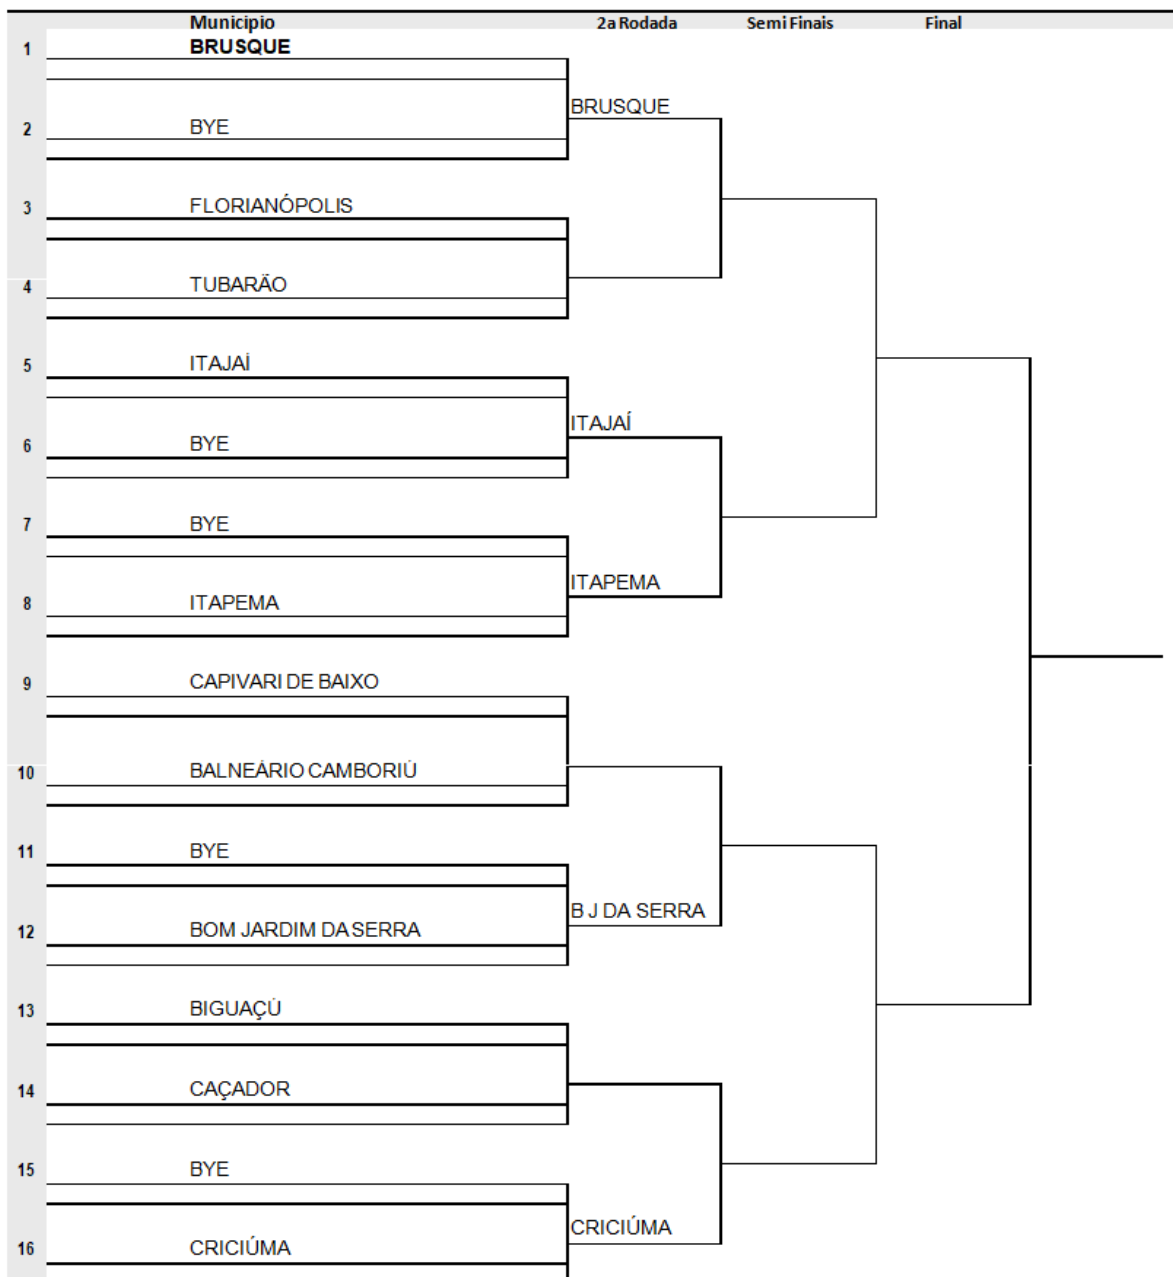 Municipio 2a Rodada Semi Finais Final
1 BRUSQUE
BRUSQUE
2 BYE
3 FLORIANÓPOLIS
4 TUBARÃO
5 ITAJAÍ
ITAJAÍ
6 BYE
7 BYE
ITAPEMA
8 ITAPEMA
9 CAPIVARI DE BAIXO
10 BALNEÁRIO CAMBORIÚ
11 BYE
B J DA SERRA
12 BOM JARDIM DA SERRA
13 BIGUAÇÚ
14 CAÇADOR
15 BYE
CRICIÚMA
16 CRICIÚMA